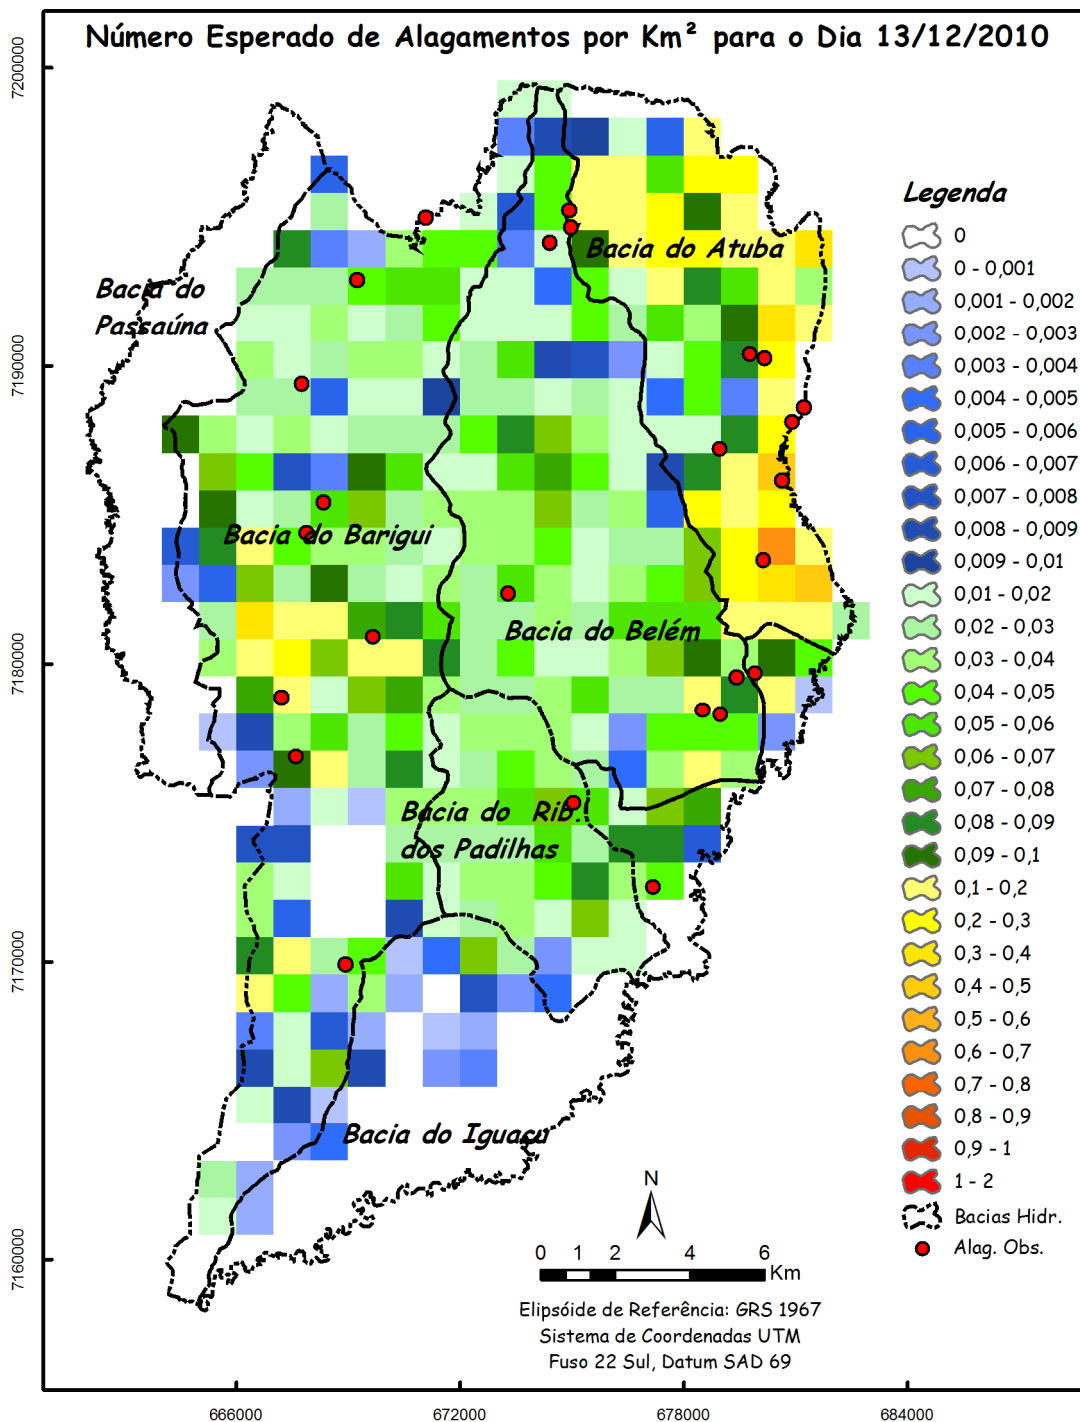 Número Esperado de Alagamentos por Km² para o Dia 13/12/2010
7200000
7190000
7180000
7170000
7160000
Bacia do
Passaúna
Bacia do Atuba
Bacia do Barigui
Bacia do Belém
Bacia do Rib.
dos Padilhas
Bacia do Iguaçu
Legenda
0
0 - 0,001
0,001 - 0,002
0,002 - 0,003
0,003 - 0,004
0,004 - 0,005
0,005 - 0,006
0,006 - 0,007
0,007 - 0,008
0,008 - 0,009
0,009 - 0,01
0,01 - 0,02
0,02 - 0,03
0,03 - 0,04
0,04 - 0,05
0,05 - 0,06
0,06 - 0,07
0,07 - 0,08
0,08 - 0,09
0,09 - 0,1
0,1 - 0,2
0,2 - 0,3
0,3 - 0,4
0,4 - 0,5
0,5 - 0,6
0,6 - 0,7
0,7 - 0,8
0,8 - 0,9
0,9 - 1
1 - 2
Bacias Hidr.
Alag. Obs.
N
0 1 2 4 6
Km
Elipsóide de Referência: GRS 1967
Sistema de Coordenadas UTM
Fuso 22 Sul, Datum SAD 69
666000 672000 678000 684000